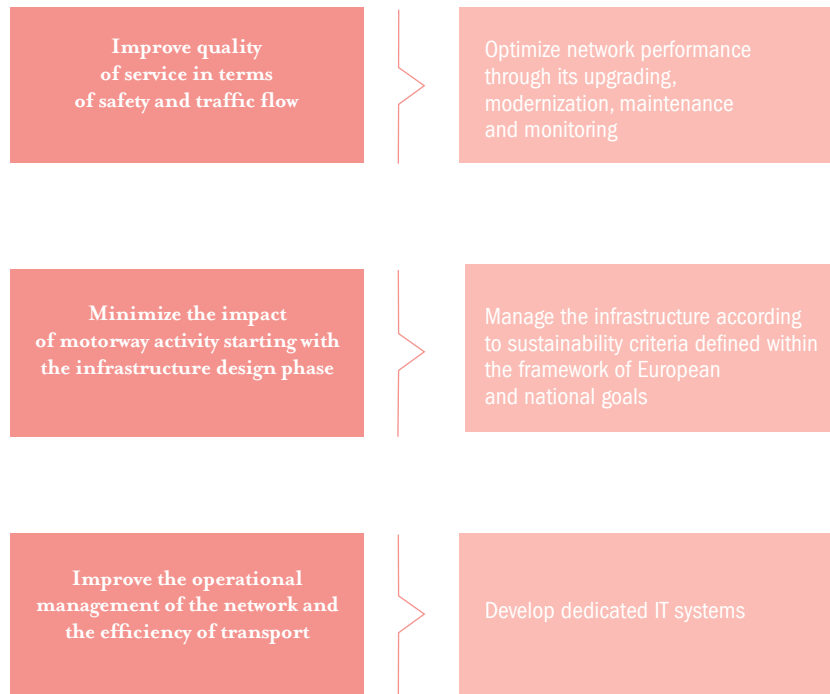 Improve quality
of service in terms
of safety and traffic flow
Optimize network performance
through its upgrading,
modernization, maintenance
and monitoring
Minimize the impact
of motorway activity starting with
the infrastructure design phase
Manage the infrastructure according
to sustainability criteria defined within
the framework of European
and national goals
Improve the operational
management of the network and
the efficiency of transport
Develop dedicated IT systems